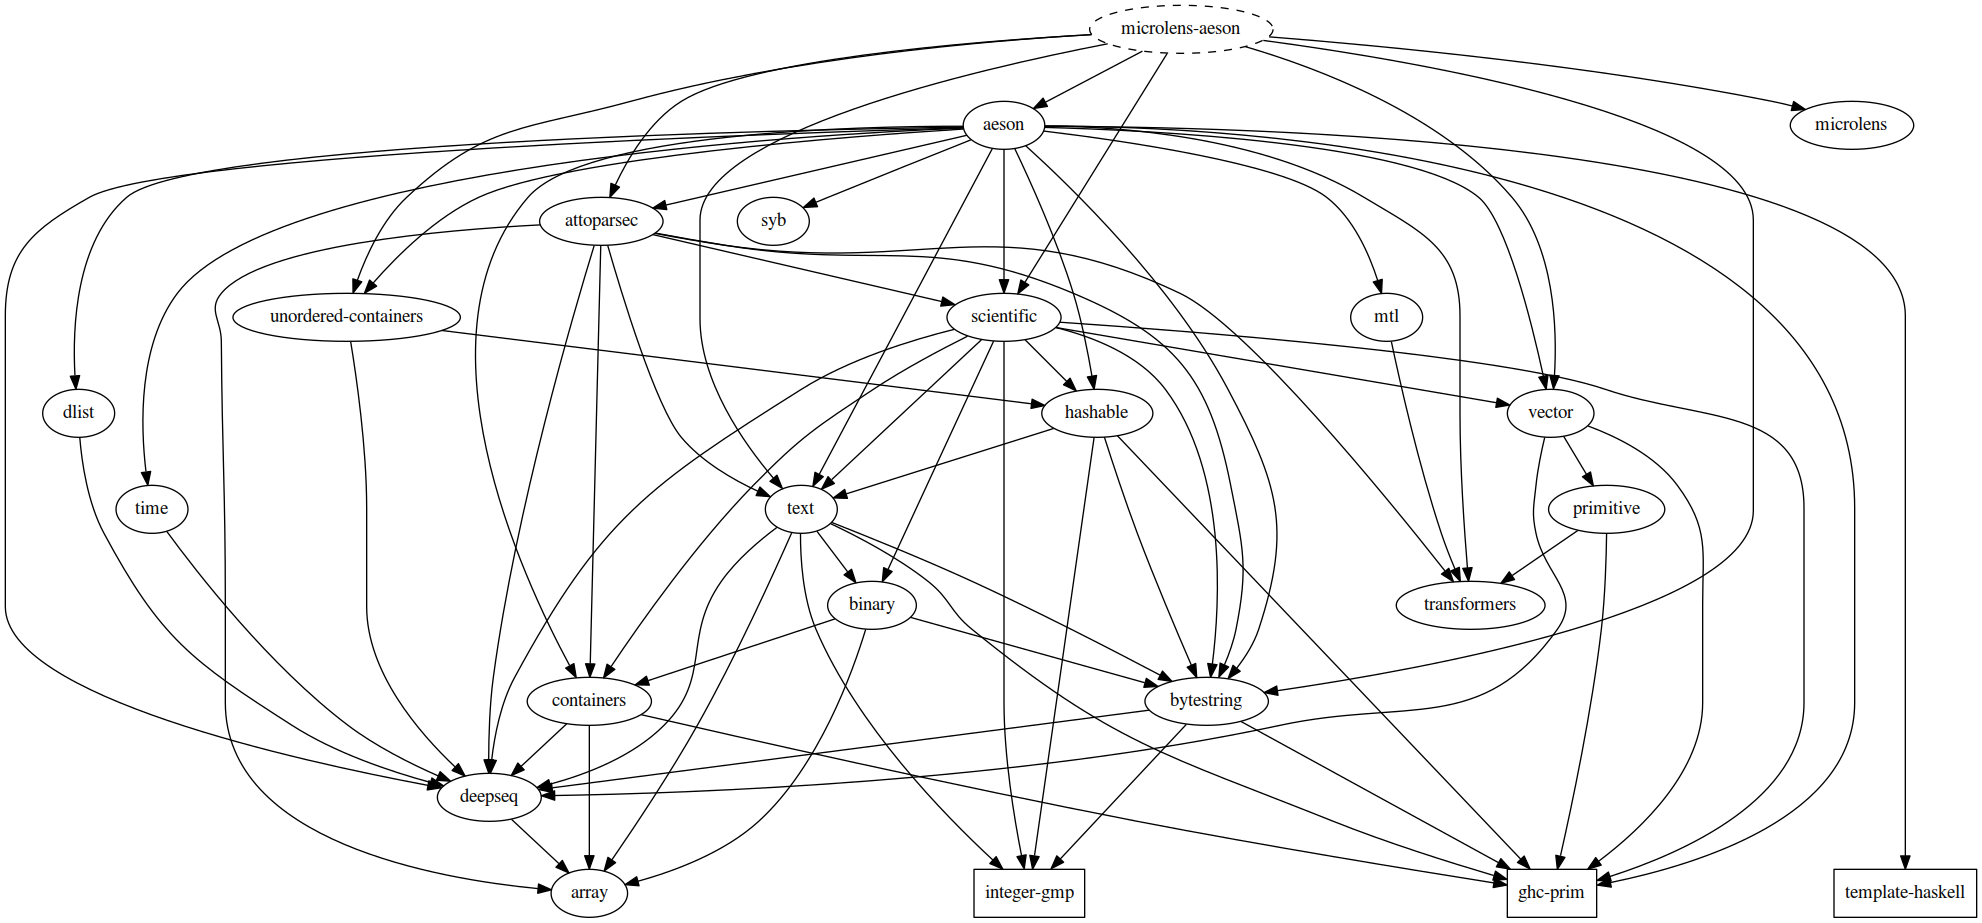 microlens-aeson
aeson
microlens
attoparsec
syb
unordered-containers
scientific
mtl
dlist
hashable
vector
time
text
primitive
binary
transformers
containers
bytestring
deepseq
array
integer-gmp
ghc-prim
template-haskell